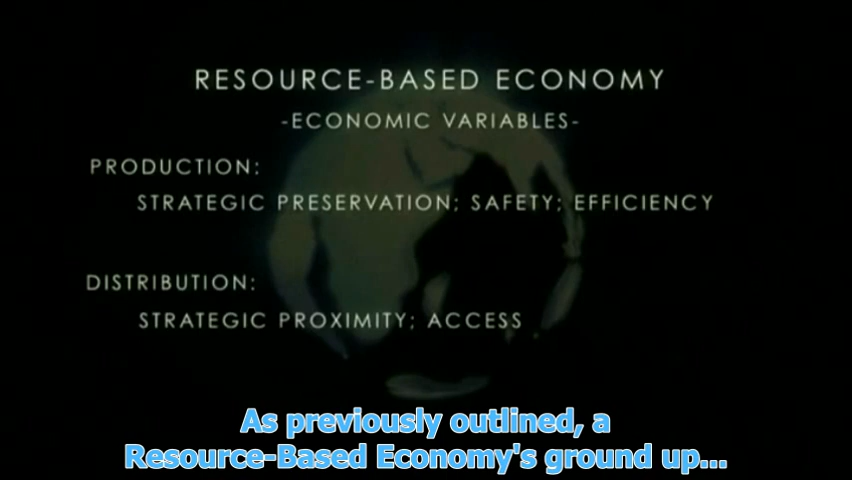 RESOURCE-BASED ECONOMY
-ECONOMIC VARIABLES-
PRODUCTION:
STRATEGIC PRESERVATION; SAFETY; EFFICIENCY
DISTRIBUTION:
STRATEGIC PROXIMITY; ACCESS
As previously outlined, a
Resource-Based Economy's ground up...